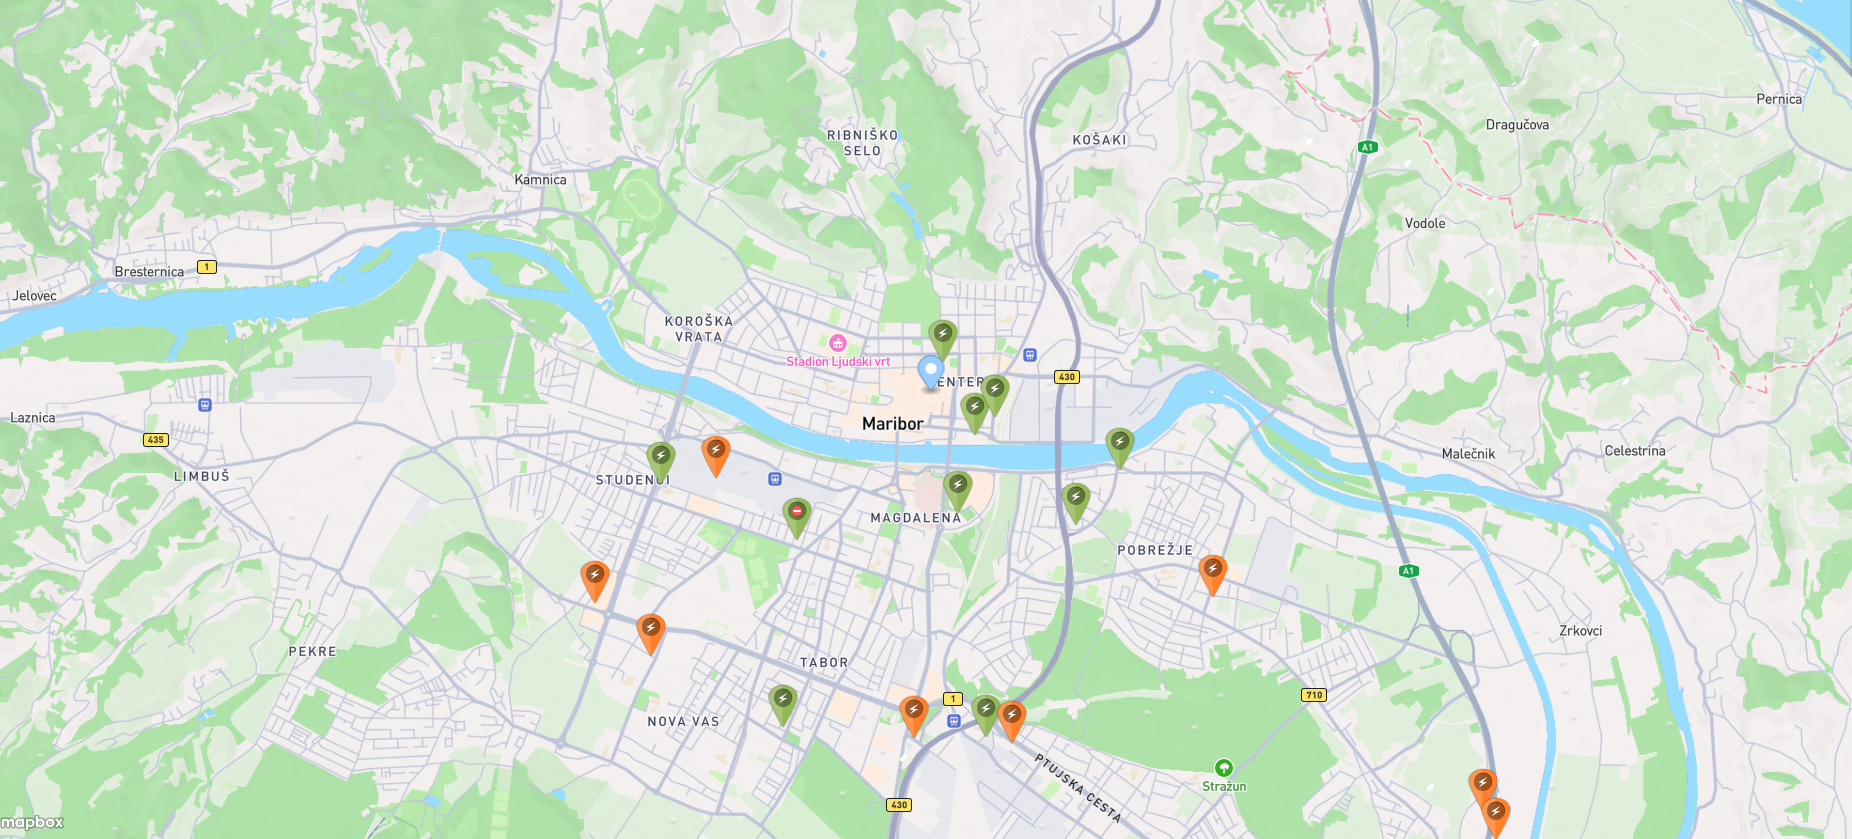 Pernica
Dragučova
RIBNIŠKO
SELO
KOŠAKI
A1
Kamnica
Vodole
Bresternica
1
Jelovec
KOROŠKA
VRATA
Stadion Ljudski vrt
ENTER
430
Laznica
Maribor
435
LIMBUŠ
STUDENCI
Malečnik
Celestrina
MAGDALENA
POBREŽJE
A1
Zrkovci
PEKRE
TABOR
1
710
NOVA VAS
PTUJSKA CESTA
Stražun
430
mapbox